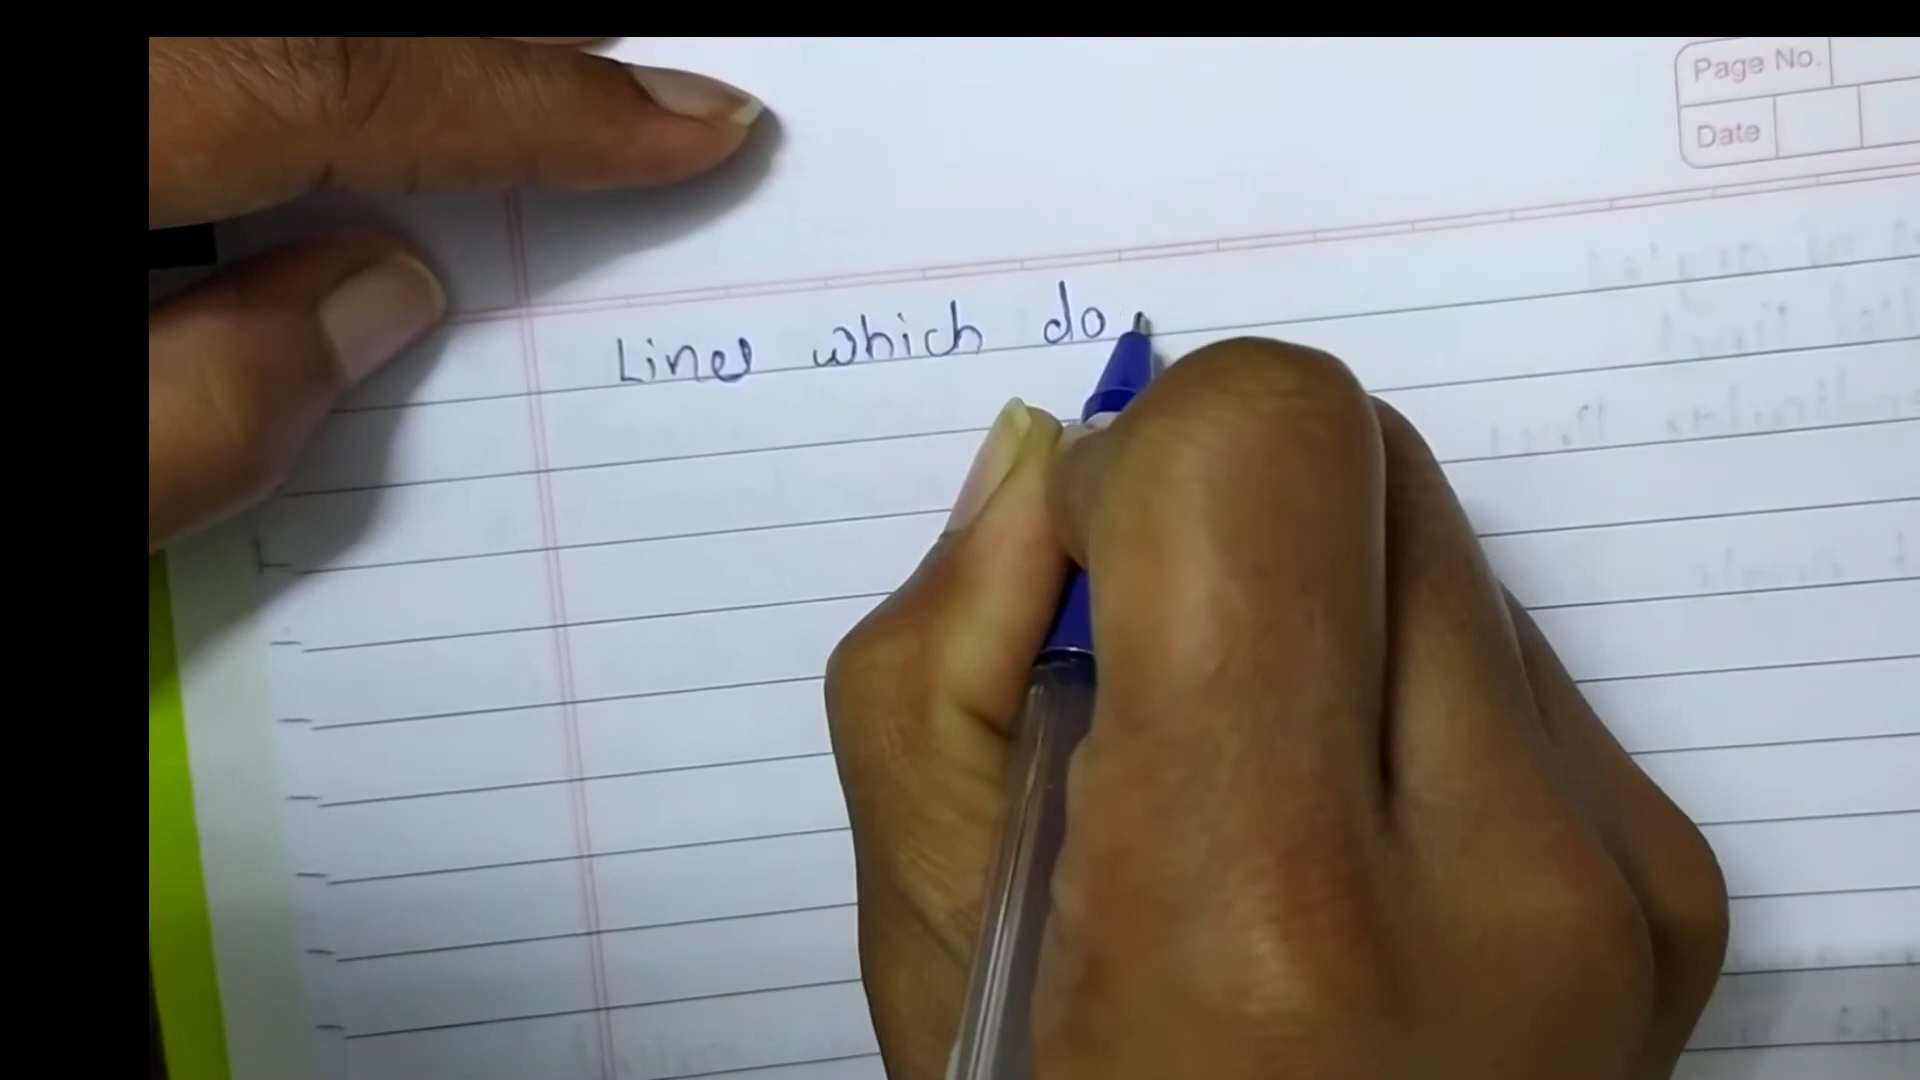 Page No.
Date
Lines which do